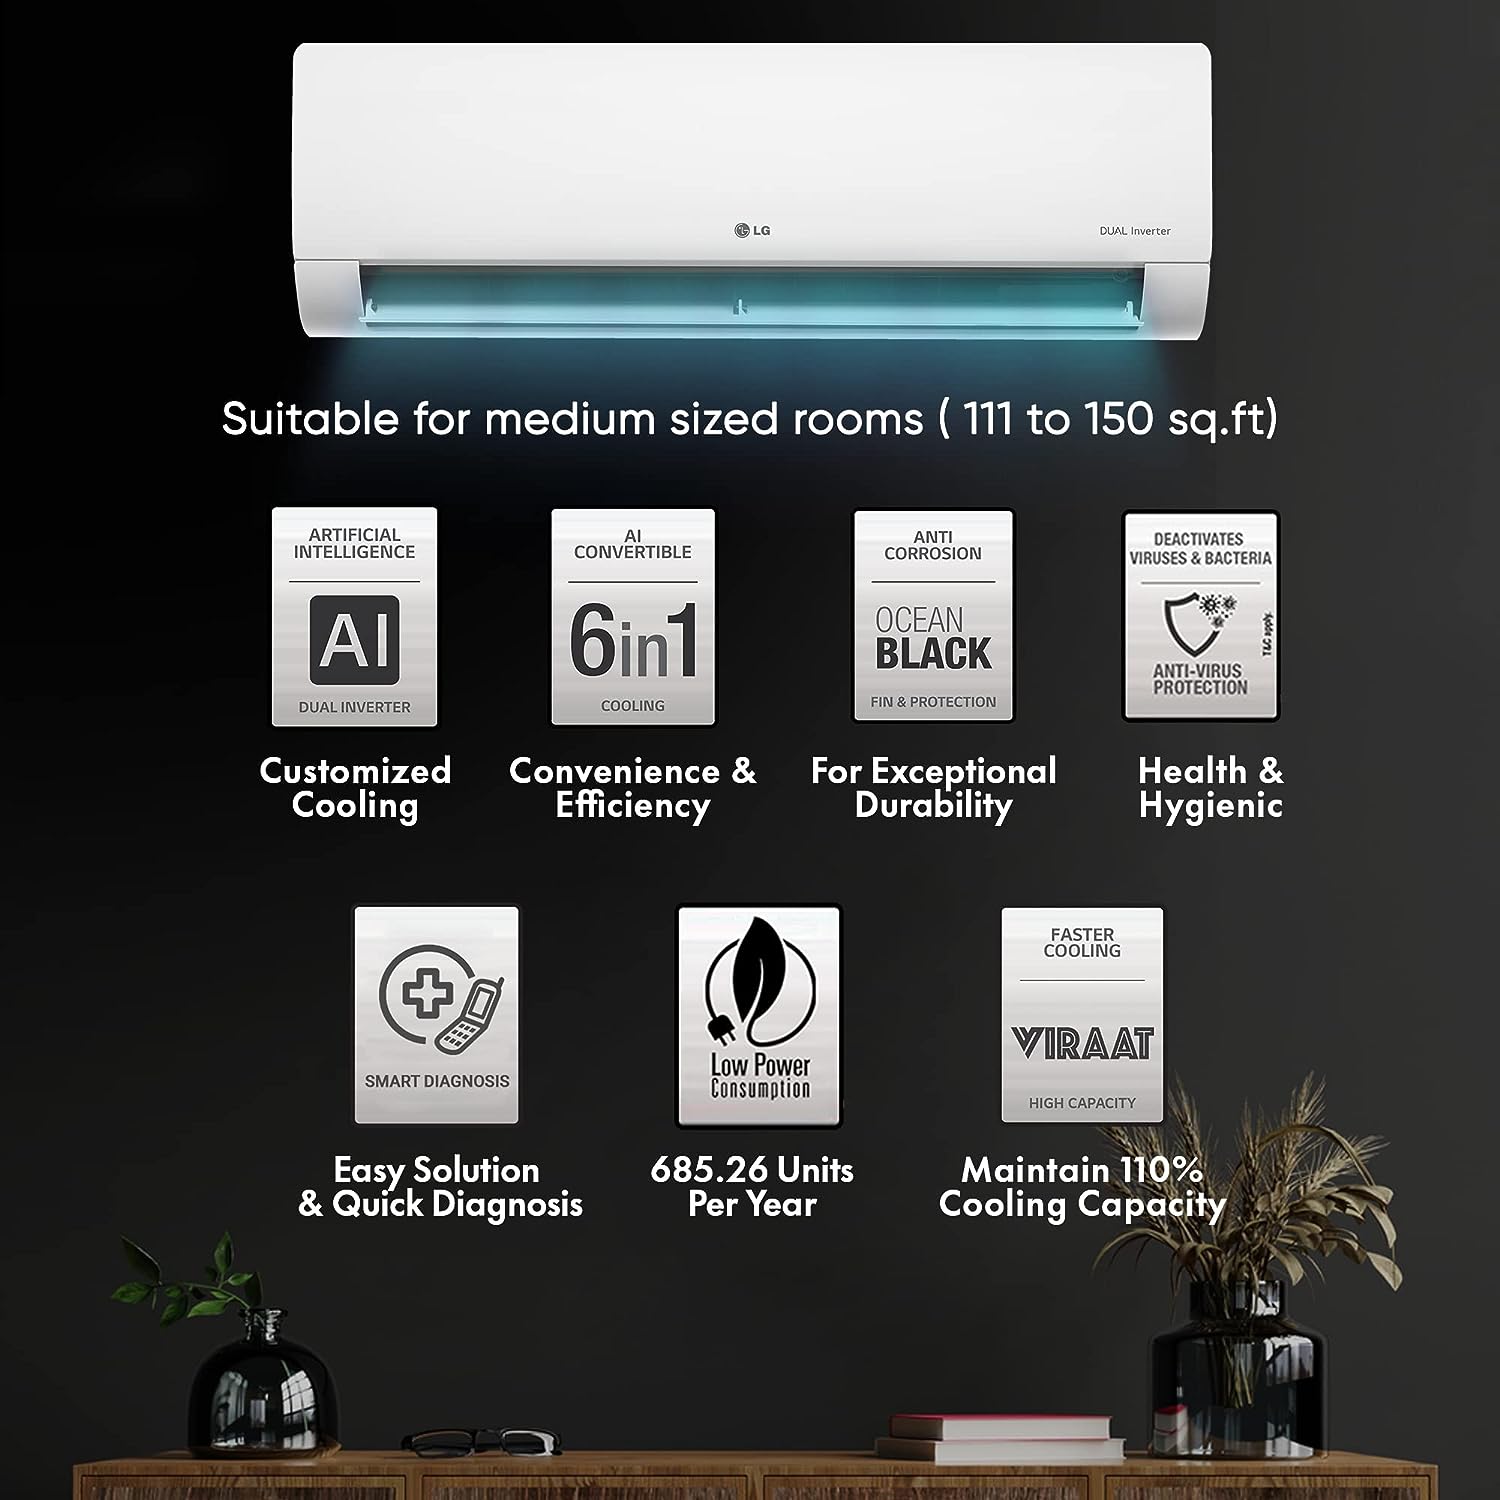 LG
DUAL Inverter
Suitable for medium sized rooms ( 111 to 150 sq.ft)
ARTIFICIAL
INTELLIGENCE
AI
DUAL INVERTER
Customized
Cooling
AI
CONVERTIBLE
6in1
COOLING
Convenience &
Efficiency
ANTI
CORROSION
OCEAN
BLACK
FIN & PROTECTION
For Exceptional
Durability
DEACTIVATES
VIRUSES & BACTERIA
T&C apply.
ANTI-VIRUS
PROTECTION
Health &
Hygienic
SMART DIAGNOSIS
Easy Solution
& Quick Diagnosis
Low Power
Consumption
685.26 Units
Per Year
FASTER
COOLING
VIRAAT
HIGH CAPACITY
Maintain 110%
Cooling Capacity